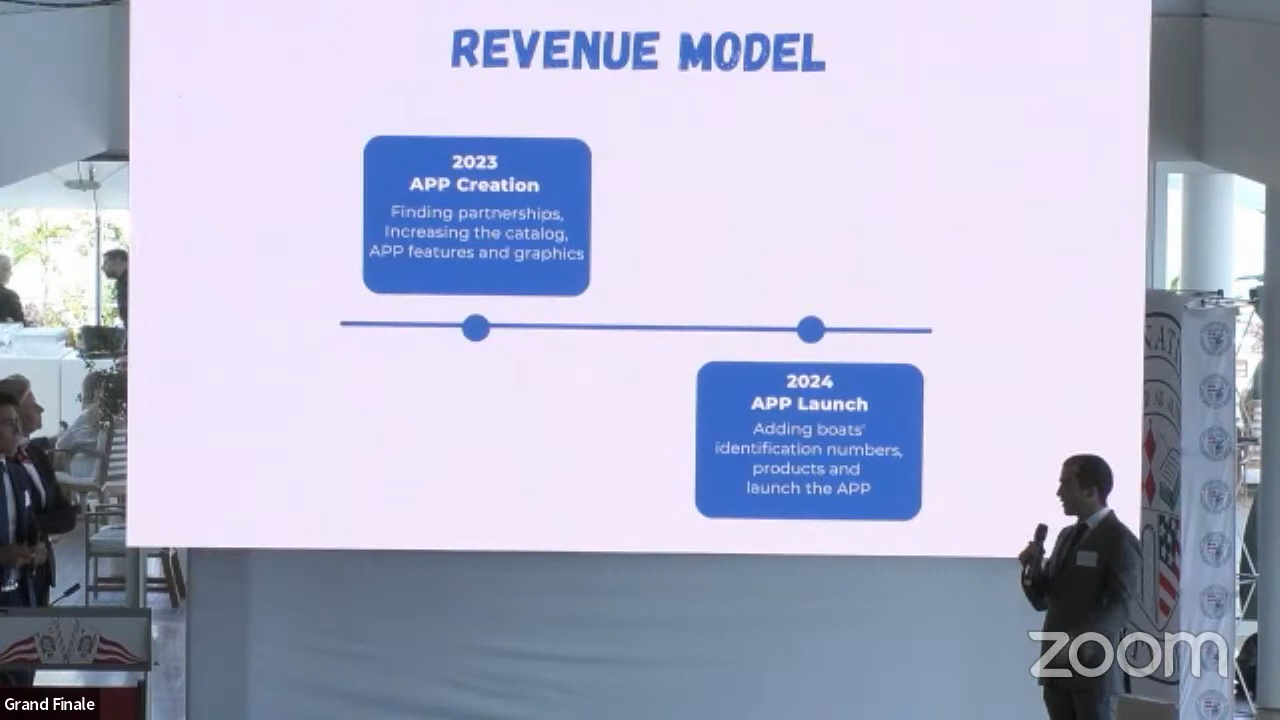 REVENUE MODEL
2023
APP Creation
Finding partnerships,
Increasing the catalog,
APP features and graphics
2024
APP Launch
Adding boats'
identification numbers,
products and
launch the APP
zoom
Grand Finale